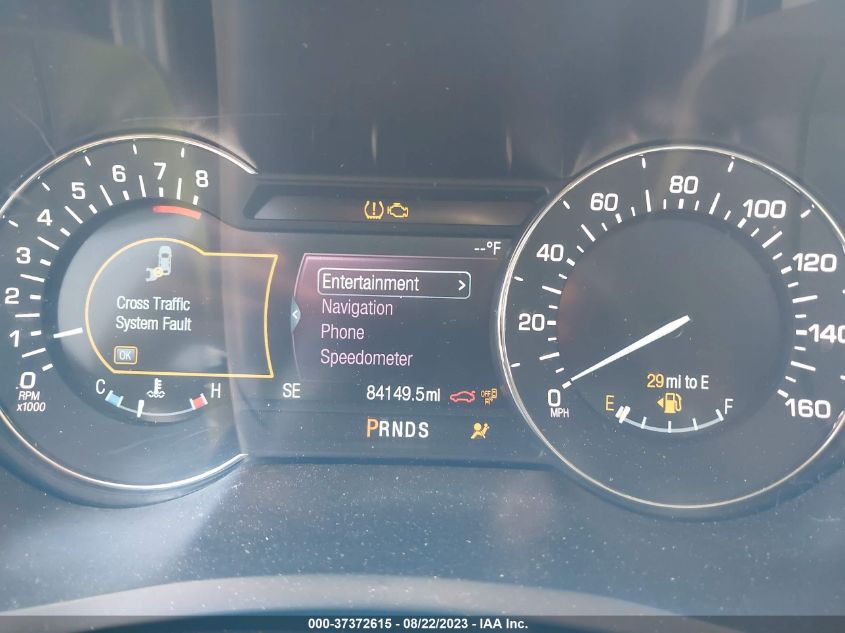 0
1
2
3
4
5
6
7
8
RPM
x1000
Cross Traffic
System Fault
OK
C
H
--°F
Entertainment >
Navigation
Phone
Speedometer
<
SE
84149.5mi
OFF
PRNDS
0
20
40
60
80
100
120
140
160
MPH
29 mi to E
E
F
000-37372615 - 08/22/2023 - IAA Inc.